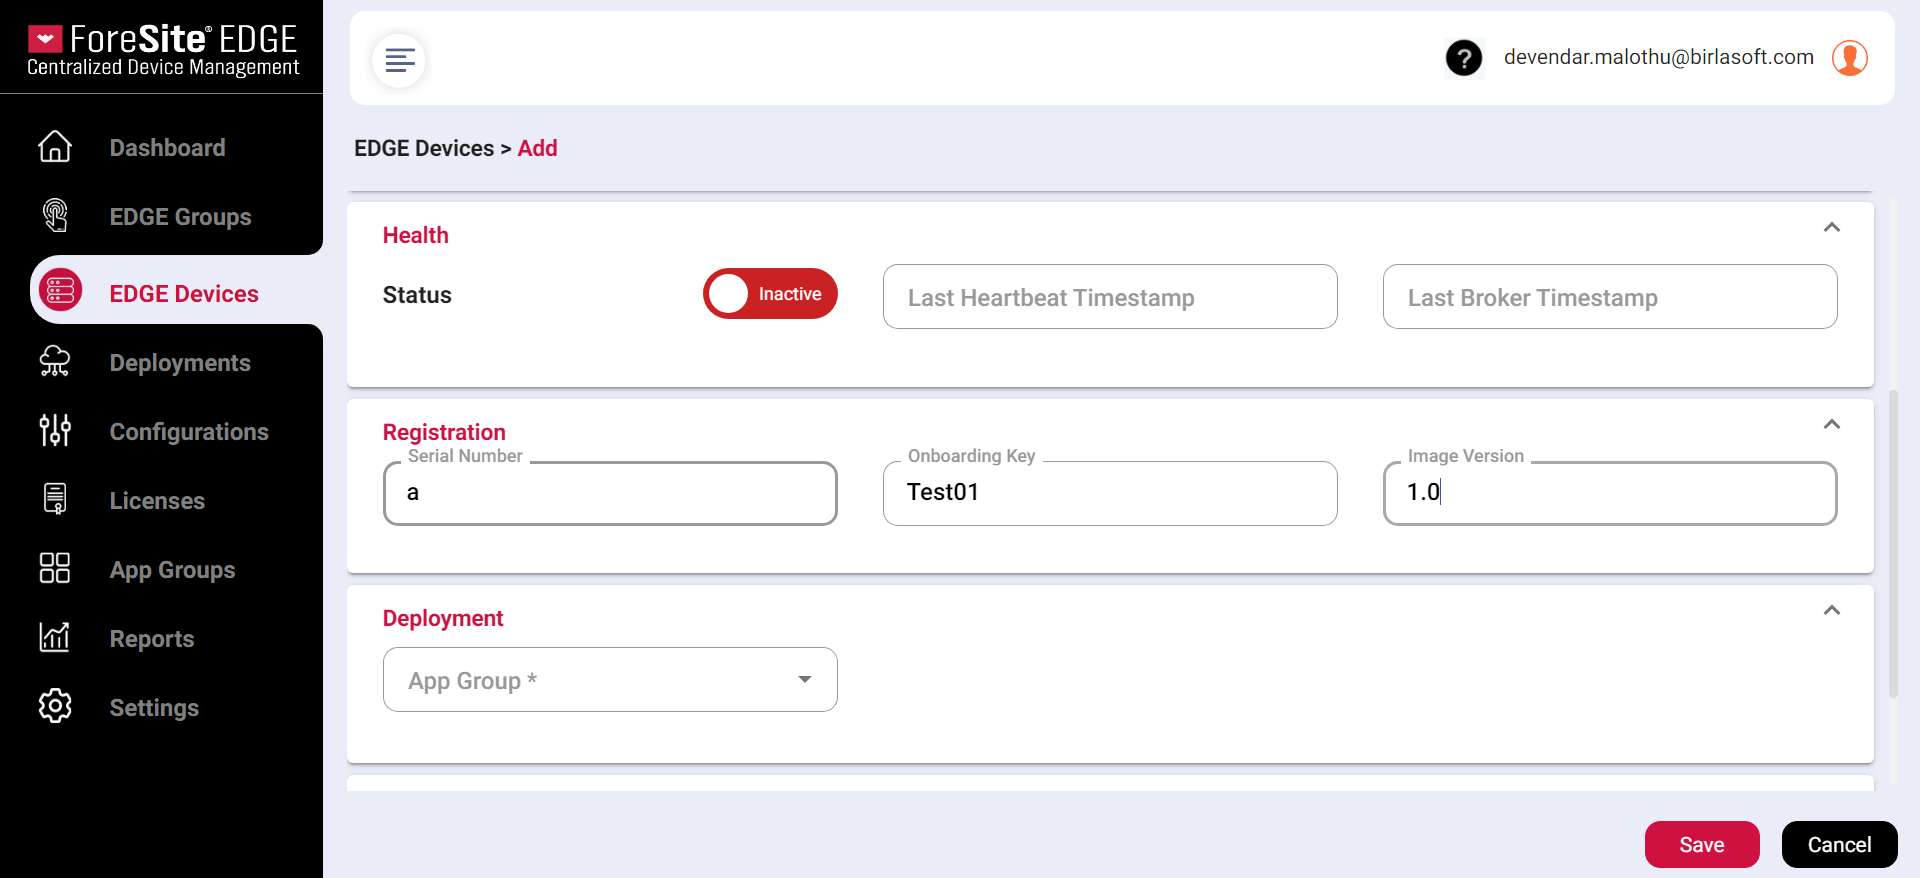 ForeSite® EDGE
Centralized Device Management
Dashboard
EDGE Groups
EDGE Devices
Deployments
Configurations
Licenses
App Groups
Reports
Settings
?
devendar.malothu@birlasoft.com
EDGE Devices > Add
Health
Status
Inactive
Last Heartbeat Timestamp
Last Broker Timestamp
Registration
Serial Number
a
Onboarding Key
Test01
Image Version
1.0
Deployment
App Group *
Save
Cancel